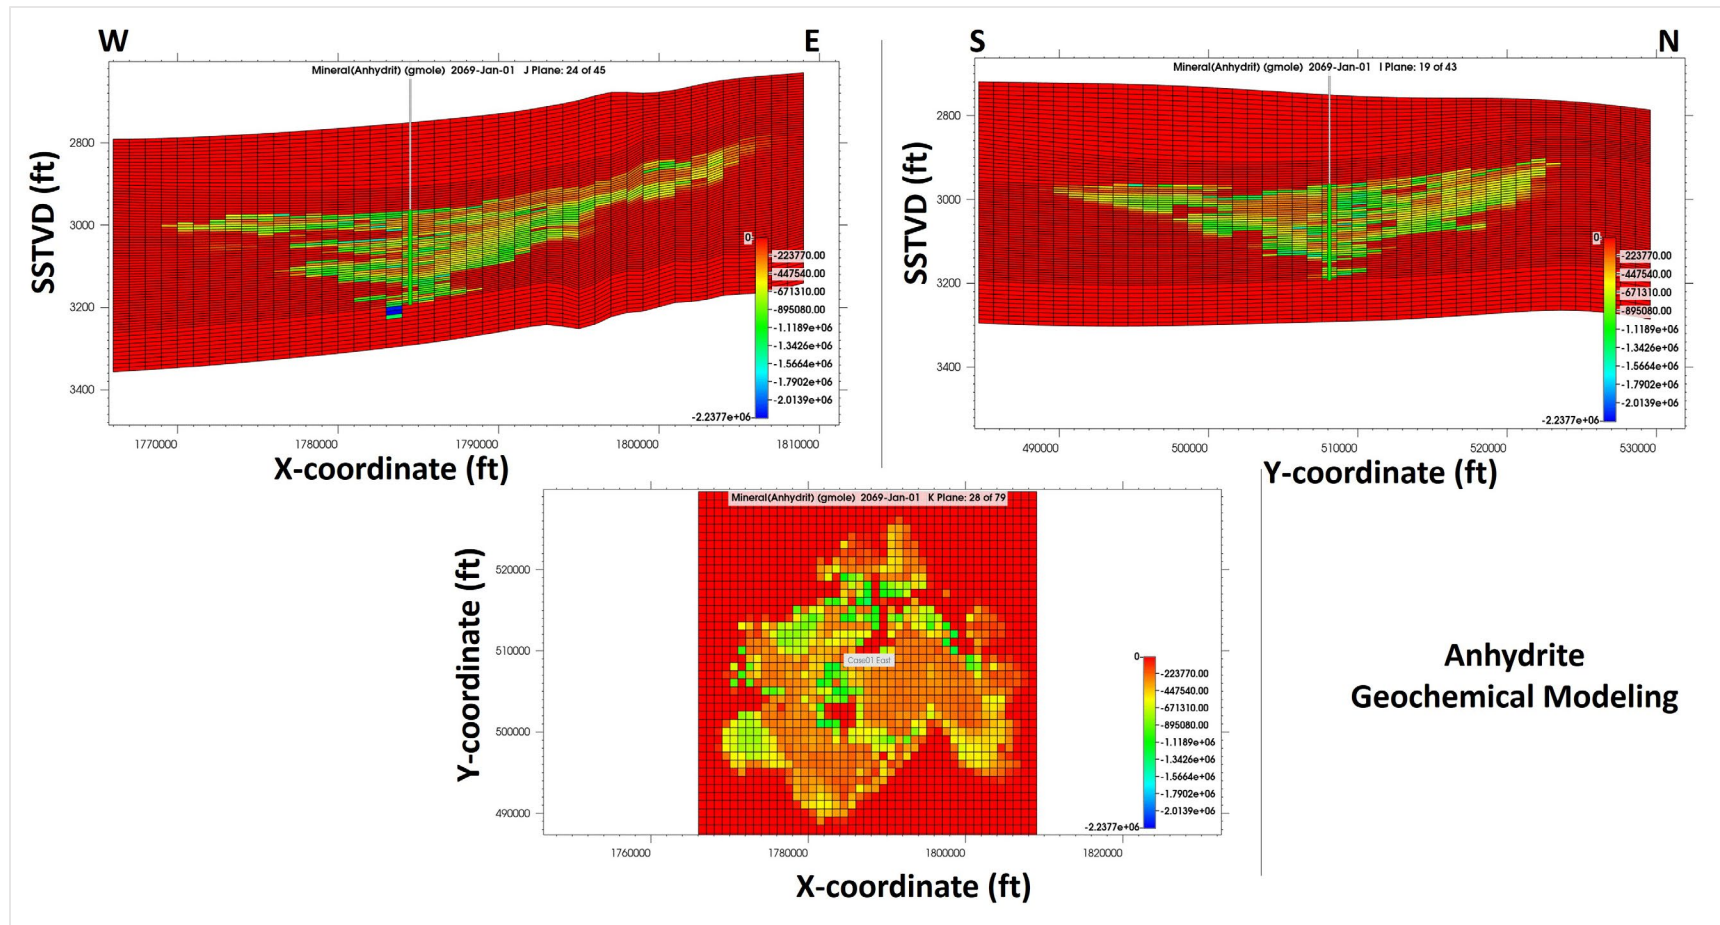 W
E
Mineral(Anhydrit) (gmole) 2069-Jan-01 J Plane: 24 of 45
SSTVD (ft)
2800
3000
3200
3400
0
-223770.00
-447540.00
-671310.00
-895080.00
-1.1189e+06
-1.3426e+06
-1.5664e+06
-1.7902e+06
-2.0139e+06
-2.2377e+06
1770000
1780000
1790000
1800000
1810000
X-coordinate (ft)
S
N
Mineral(Anhydrit) (gmole) 2069-Jan-01 I Plane: 19 of 43
SSTVD (ft)
2800
3000
3200
3400
0
-223770.00
-447540.00
-671310.00
-895080.00
-1.1189e+06
-1.3426e+06
-1.5664e+06
-1.7902e+06
-2.0139e+06
-2.2377e+06
490000
500000
510000
520000
530000
Y-coordinate (ft)
Mineral(Anhydrit) (gmole) 2069-Jan-01 K Plane: 28 of 79
Y-coordinate (ft)
520000
510000
500000
490000
Case01 East
0
-223770.00
-447540.00
-671310.00
-895080.00
-1.1189e+06
-1.3426e+06
-1.5664e+06
-1.7902e+06
-2.0139e+06
-2.2377e+06
1760000
1780000
1800000
1820000
X-coordinate (ft)
Anhydrite
Geochemical Modeling